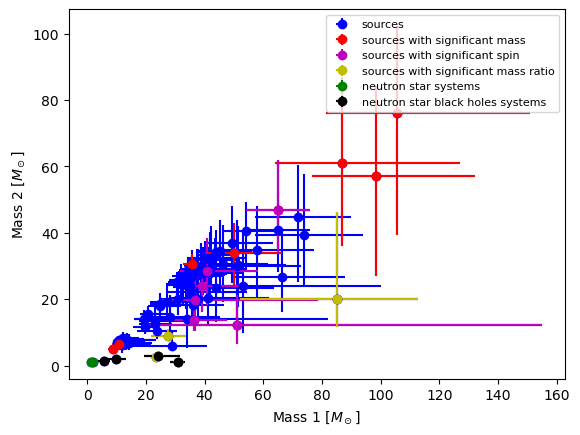 100
80
60
40
20
0
Mass 2 [M⊙]
sources
sources with significant mass
sources with significant spin
sources with significant mass ratio
neutron star systems
neutron star black holes systems
0 20 40 60 80 100 120 140 160
Mass 1 [M⊙]